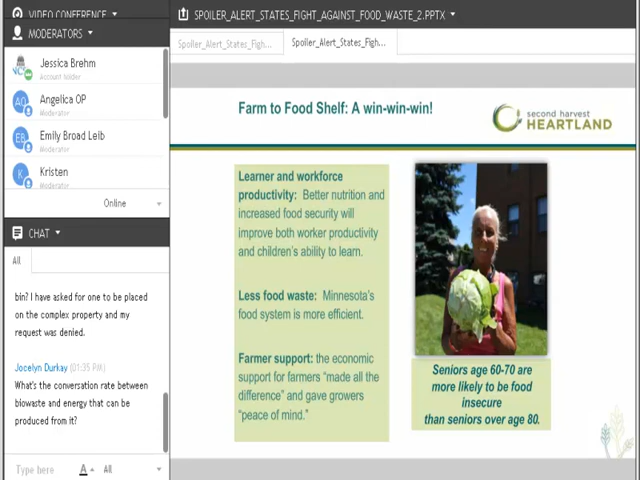 VIDEO CONFERENCE
MODERATORS
Jessica Brehm
Account holder
AO
Angelica OP
Moderator
EB
Emily Broad Leib
Moderator
K
Kristen
Moderator
Online
CHAT
All
bin? I have asked for one to be placed
on the complex property and my
request was denied.
Jocelyn Durkay (01:35 PM)
What's the conversation rate between
biowaste and energy that can be
produced from it?
Type here
A
All
SPOILER_ALERT_STATES_FIGHT_AGAINST_FOOD_WASTE_2.PPTX
Spoiler_Alert_States_Figh...
Spoiler_Alert_States_Figh...
Farm to Food Shelf: A win-win-win!
second harvest
HEARTLAND
Learner and workforce
productivity: Better nutrition and
increased food security will
improve both worker productivity
and children's ability to learn.
Less food waste: Minnesota's
food system is more efficient.
Farmer support: the economic
support for farmers "made all the
difference" and gave growers
"peace of mind."
Seniors age 60-70 are
more likely to be food
insecure
than seniors over age 80.